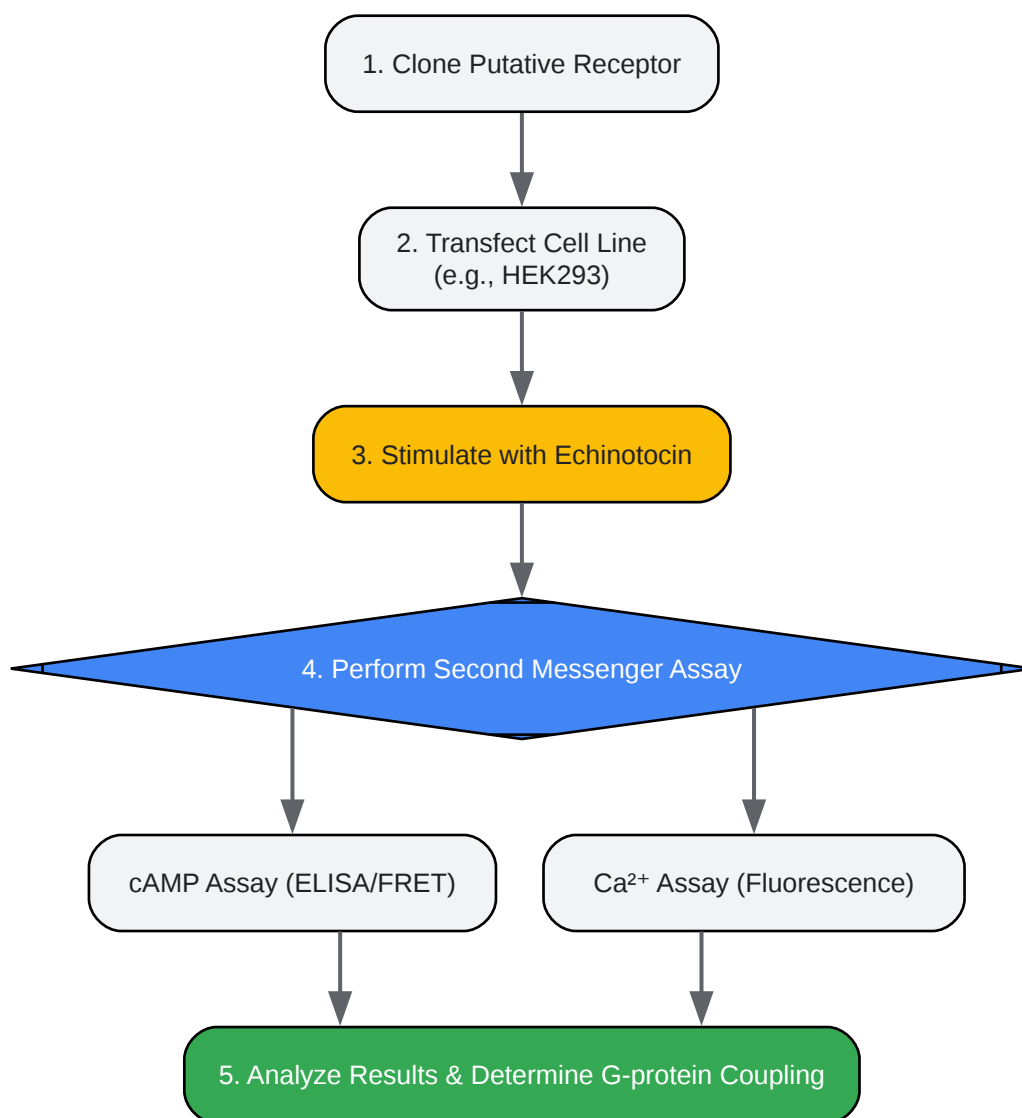 1. Clone Putative Receptor
2. Transfect Cell Line
(e.g., HEK293)
3. Stimulate with Echinotocin
4. Perform Second Messenger Assay
cAMP Assay (ELISA/FRET)
Ca²⁺ Assay (Fluorescence)
5. Analyze Results & Determine G-protein Coupling